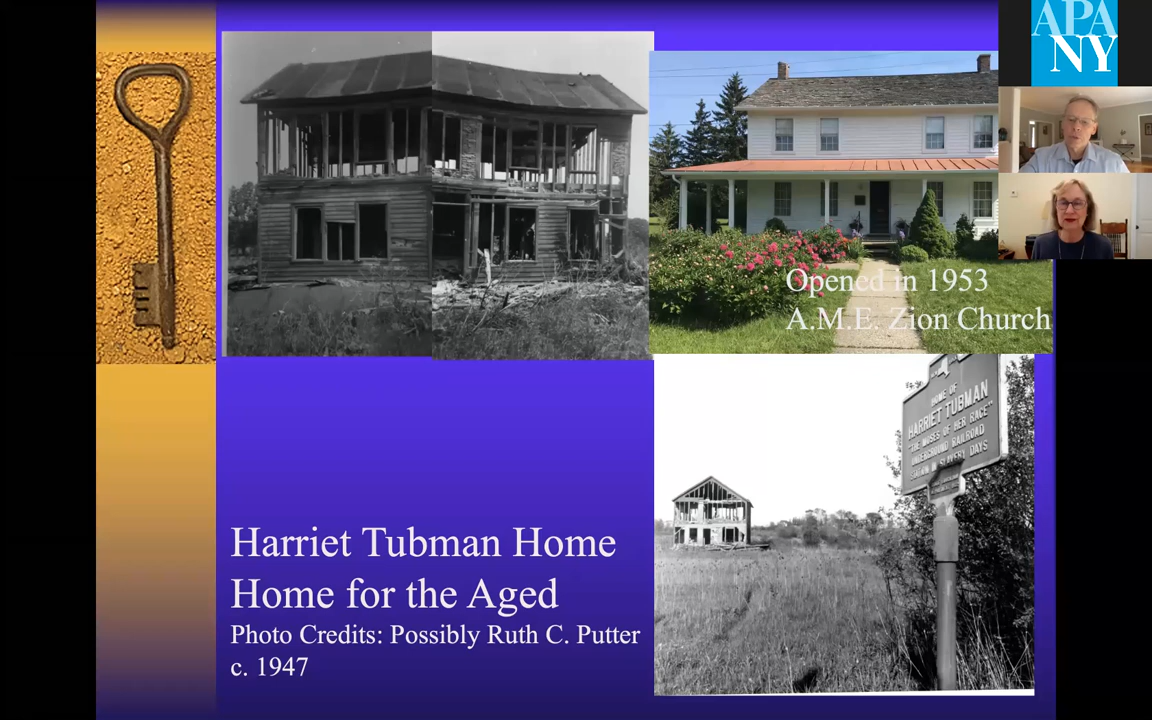 APA
NY
Opened in 1953
A.M.E. Zion Church
HOME OF
HARRIET TUBMAN
"THE MOSES OF HER RACE"
UNDERGROUND RAILROAD
STATION IN SLAVERY DAYS
Harriet Tubman Home
Home for the Aged
Photo Credits: Possibly Ruth C. Putter
c. 1947